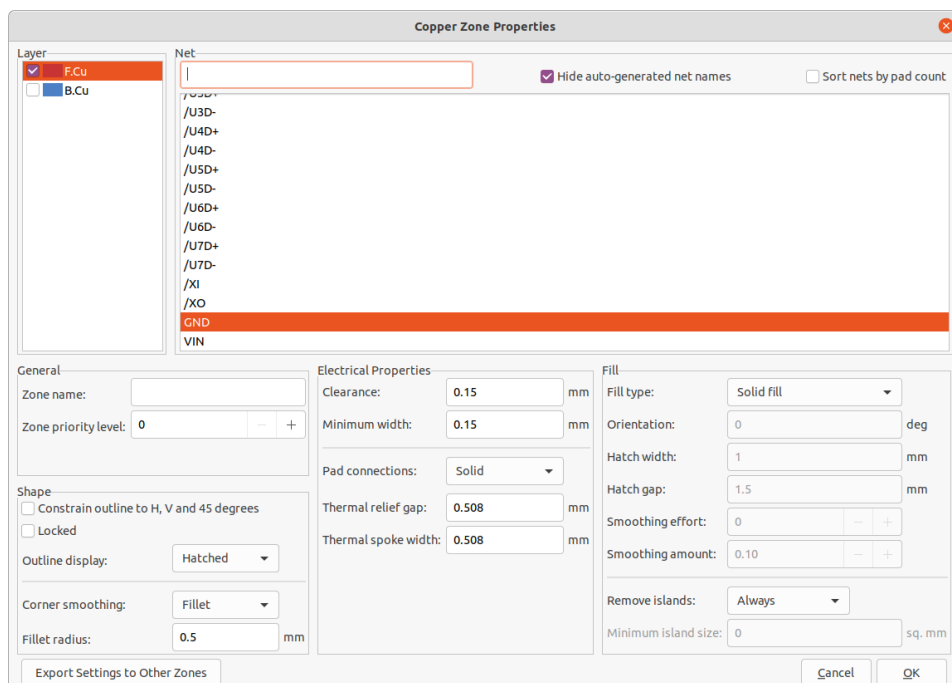 Copper Zone Properties
Layer
F.Cu
B.Cu
Net
Hide auto-generated net names
Sort nets by pad count
/U3D+
/U3D-
/U4D+
/U4D-
/U5D+
/U5D-
/U6D+
/U6D-
/U7D+
/U7D-
/XI
/XO
GND
VIN
General
Zone name:
Zone priority level: 0
Shape
Constrain outline to H, V and 45 degrees
Locked
Outline display: Hatched
Corner smoothing: Fillet
Fillet radius: 0.5 mm
Electrical Properties
Clearance: 0.15 mm
Minimum width: 0.15 mm
Pad connections: Solid
Thermal relief gap: 0.508 mm
Thermal spoke width: 0.508 mm
Fill
Fill type: Solid fill
Orientation: 0 deg
Hatch width: 1 mm
Hatch gap: 1.5 mm
Smoothing effort: 0
Smoothing amount: 0.10
Remove islands: Always
Minimum island size: 0 sq. mm
Export Settings to Other Zones
Cancel
OK